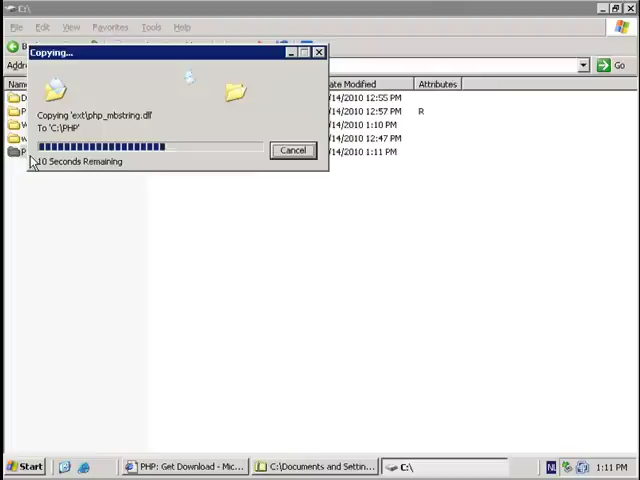 C:\
File Edit View Favorites Tools Help
Copying...
Go
ate Modified Attributes
/14/2010 12:55 PM
/14/2010 12:57 PM R
/14/2010 1:10 PM
/14/2010 12:47 PM
/14/2010 1:11 PM
Copying 'ext\php_mbstring.dll'
To 'C:\PHP'
Cancel
10 Seconds Remaining
Start
PHP: Get Download - Mic...
C:\Documents and Settin...
C:\
NL
1:11 PM